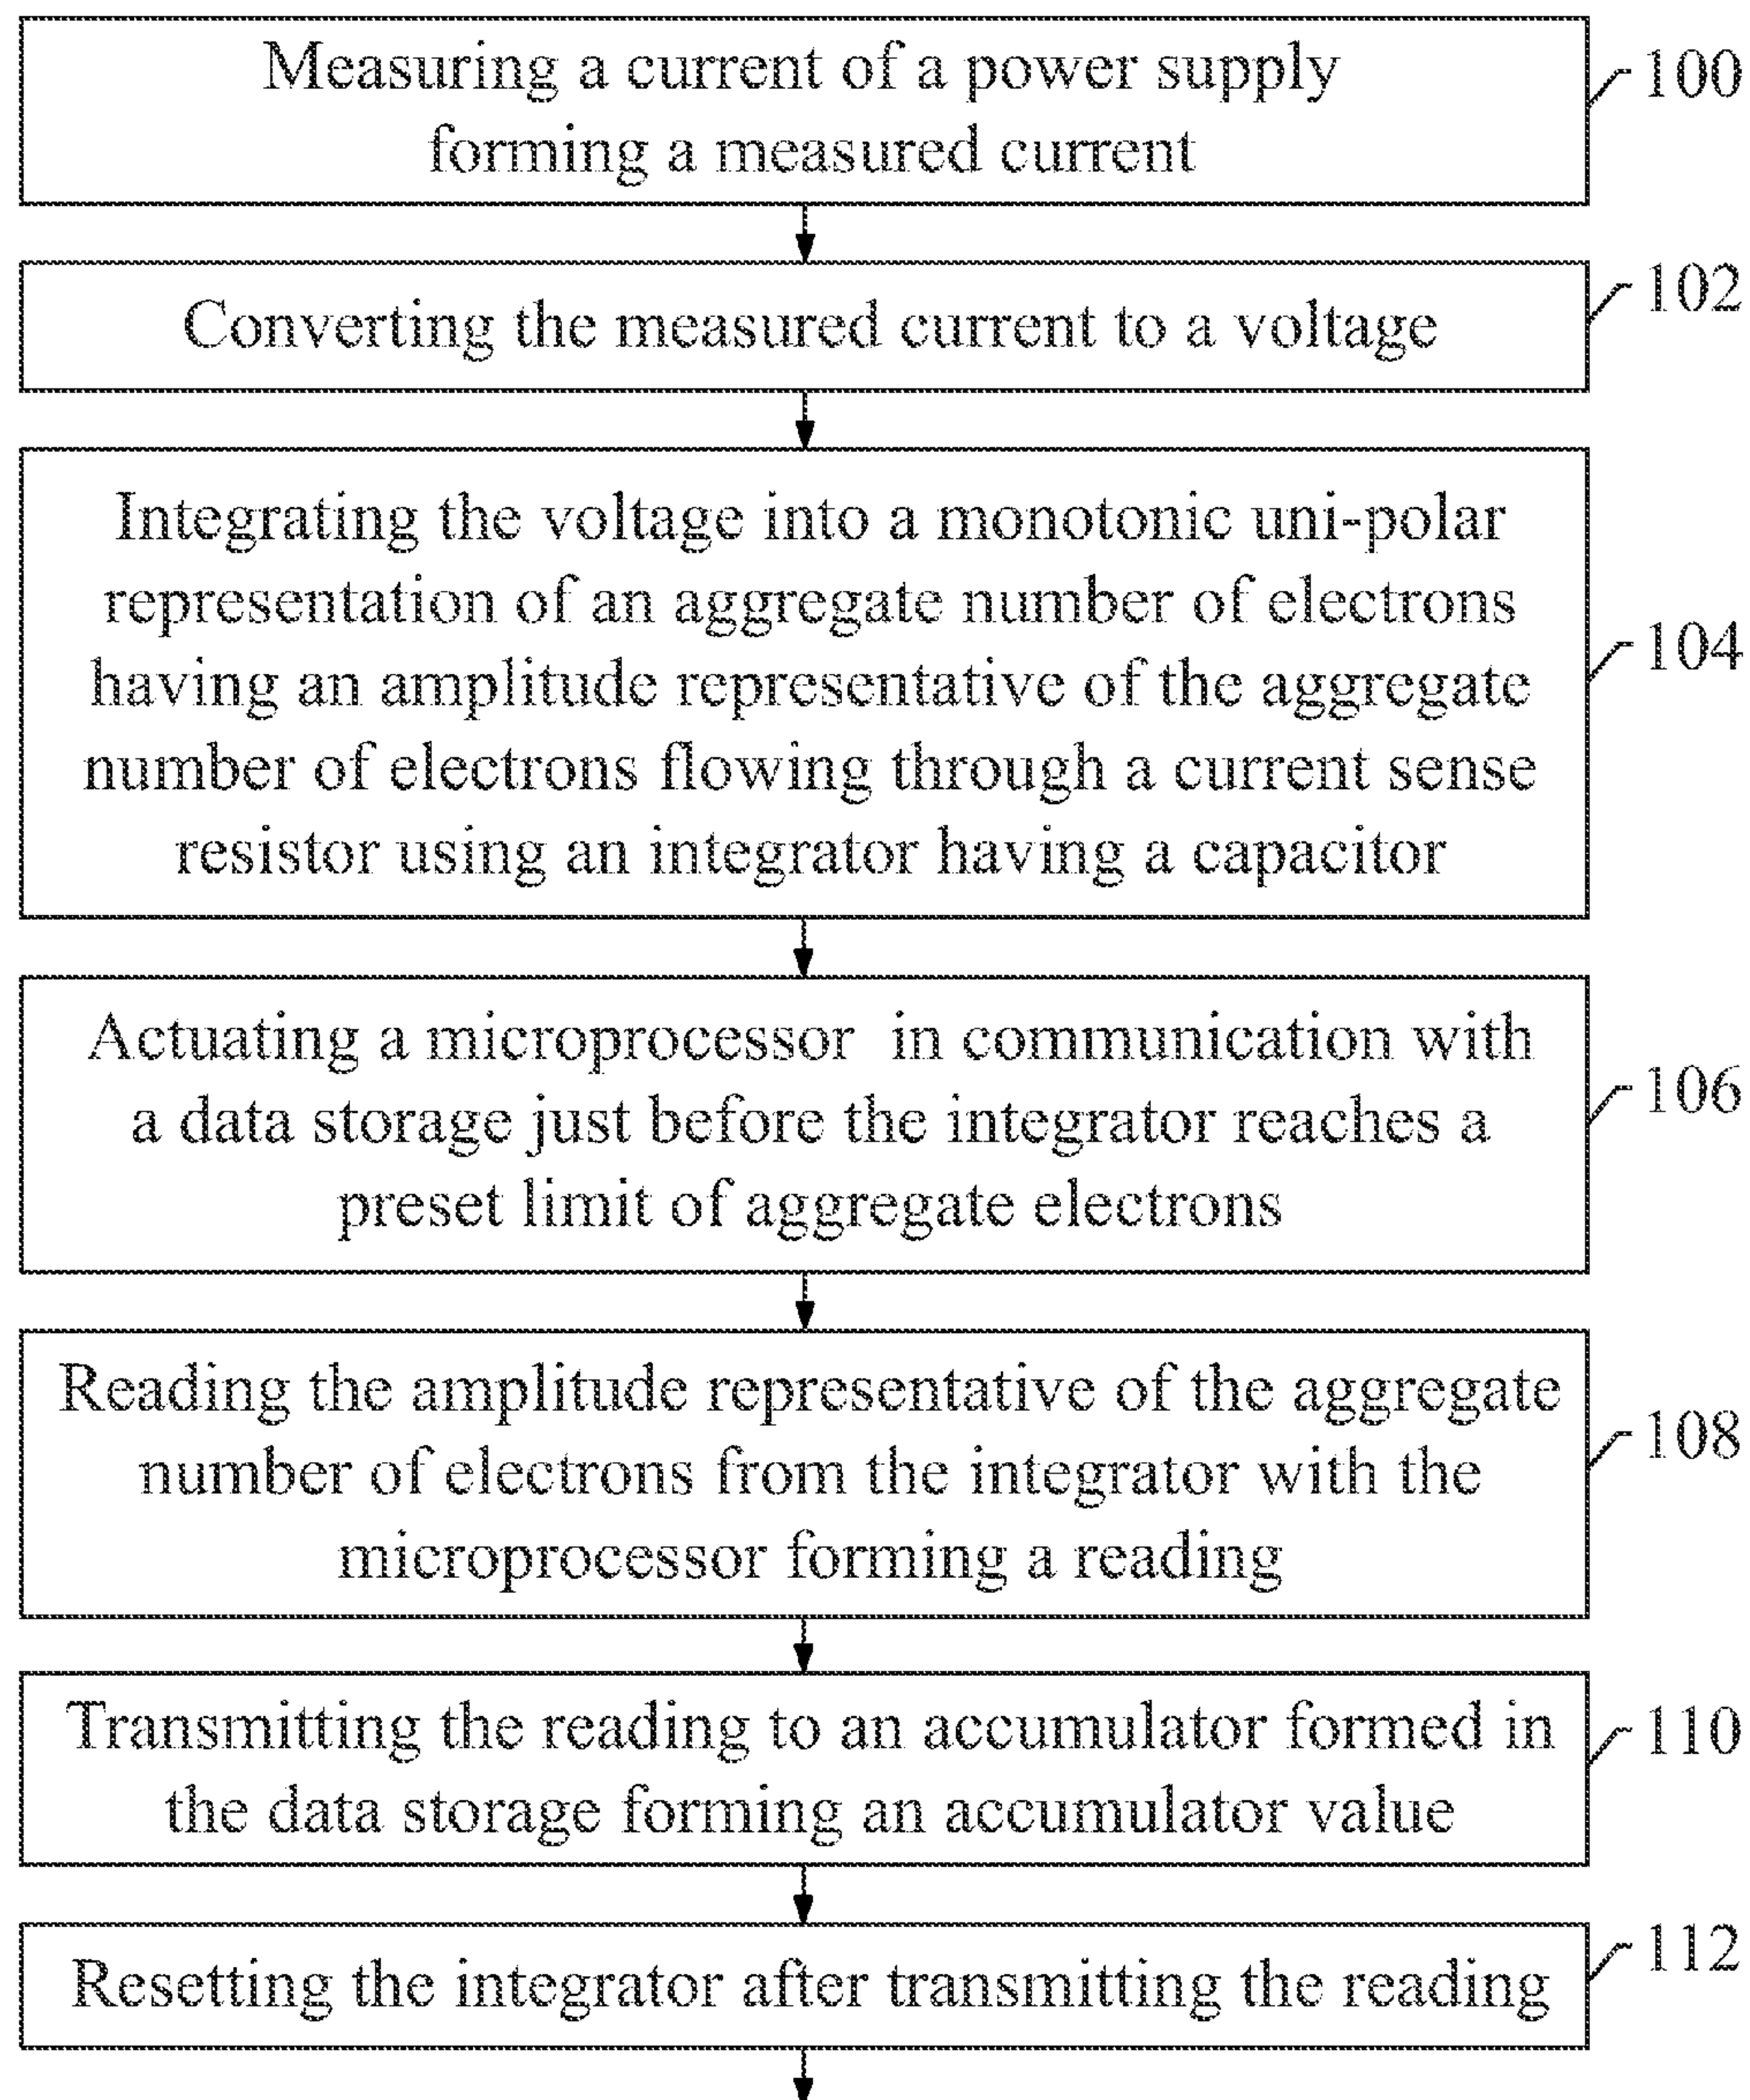 Measuring a current of a power supply
forming a measured current
100
Converting the measured current to a voltage
102
Integrating the voltage into a monotonic uni-polar
representation of an aggregate number of electrons
having an amplitude representative of the aggregate
number of electrons flowing through a current sense
resistor using an integrator having a capacitor
104
Actuating a microprocessor in communication with
a data storage just before the integrator reaches a
preset limit of aggregate electrons
106
Reading the amplitude representative of the aggregate
number of electrons from the integrator with the
microprocessor forming a reading
108
Transmitting the reading to an accumulator formed in
the data storage forming an accumulator value
110
Resetting the integrator after transmitting the reading
112